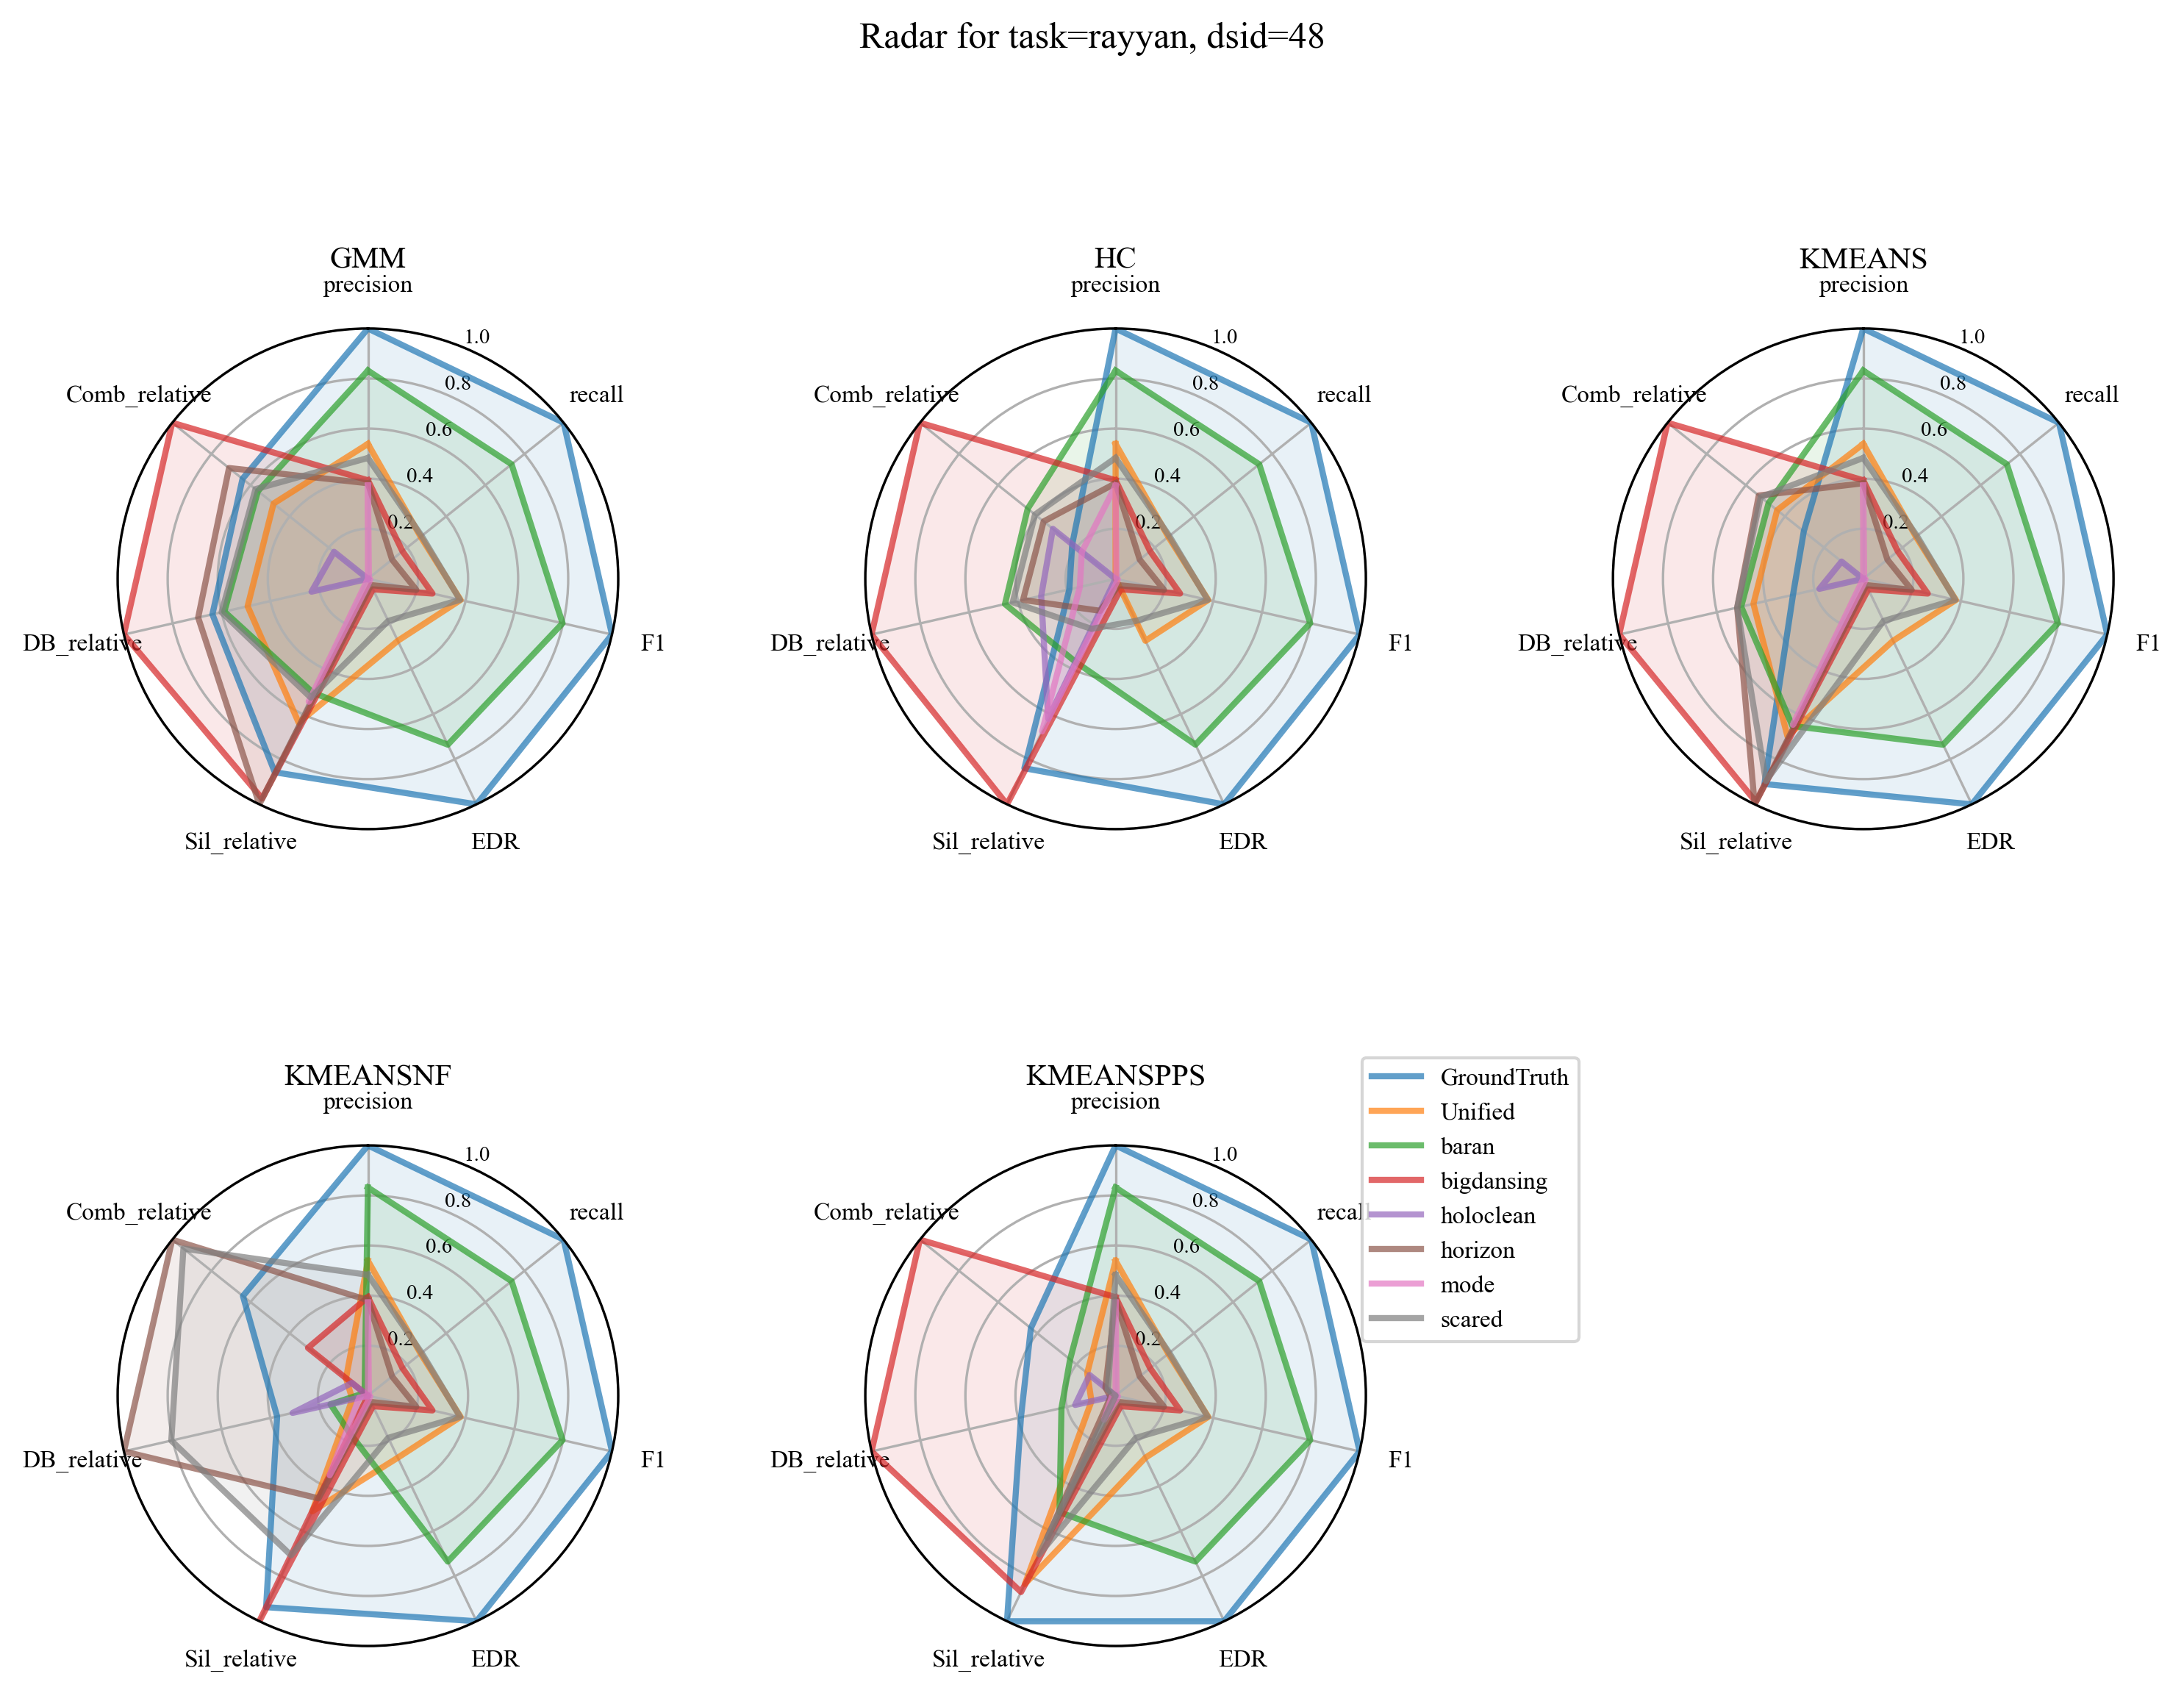 Radar for task=rayyan, dsid=48
GMM
precision
1.0
0.8
0.6
0.4
0.2
recall
Comb_relative
DB_relative
F1
Sil_relative
EDR
HC
precision
1.0
0.8
0.6
0.4
0.2
recall
Comb_relative
DB_relative
F1
Sil_relative
EDR
KMEANS
precision
1.0
0.8
0.6
0.4
0.2
recall
Comb_relative
DB_relative
F1
Sil_relative
EDR
KMEANSNF
precision
1.0
0.8
0.6
0.4
0.2
recall
Comb_relative
DB_relative
F1
Sil_relative
EDR
KMEANSPPS
precision
1.0
0.8
0.6
0.4
0.2
recall
Comb_relative
DB_relative
F1
Sil_relative
EDR
GroundTruth
Unified
baran
bigdansing
holoclean
horizon
mode
scared